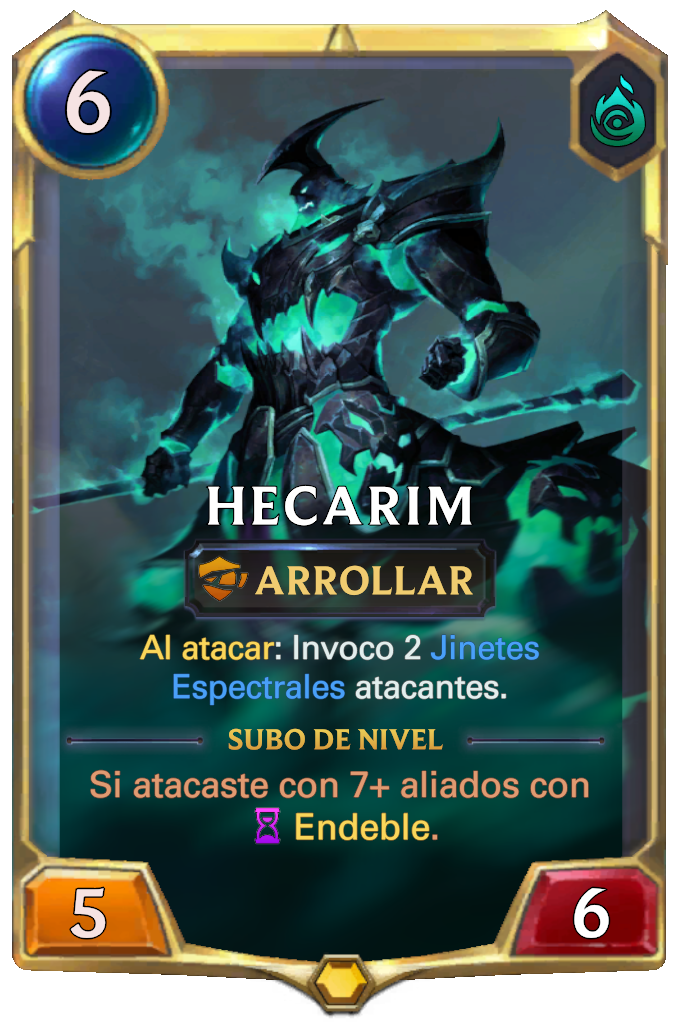 6
HECARIM
ARROLLAR
Al atacar: Invoco 2 Jinetes
Espectrales atacantes.
SUBO DE NIVEL
Si atacaste con 7+ aliados con
Endeble.
5
6